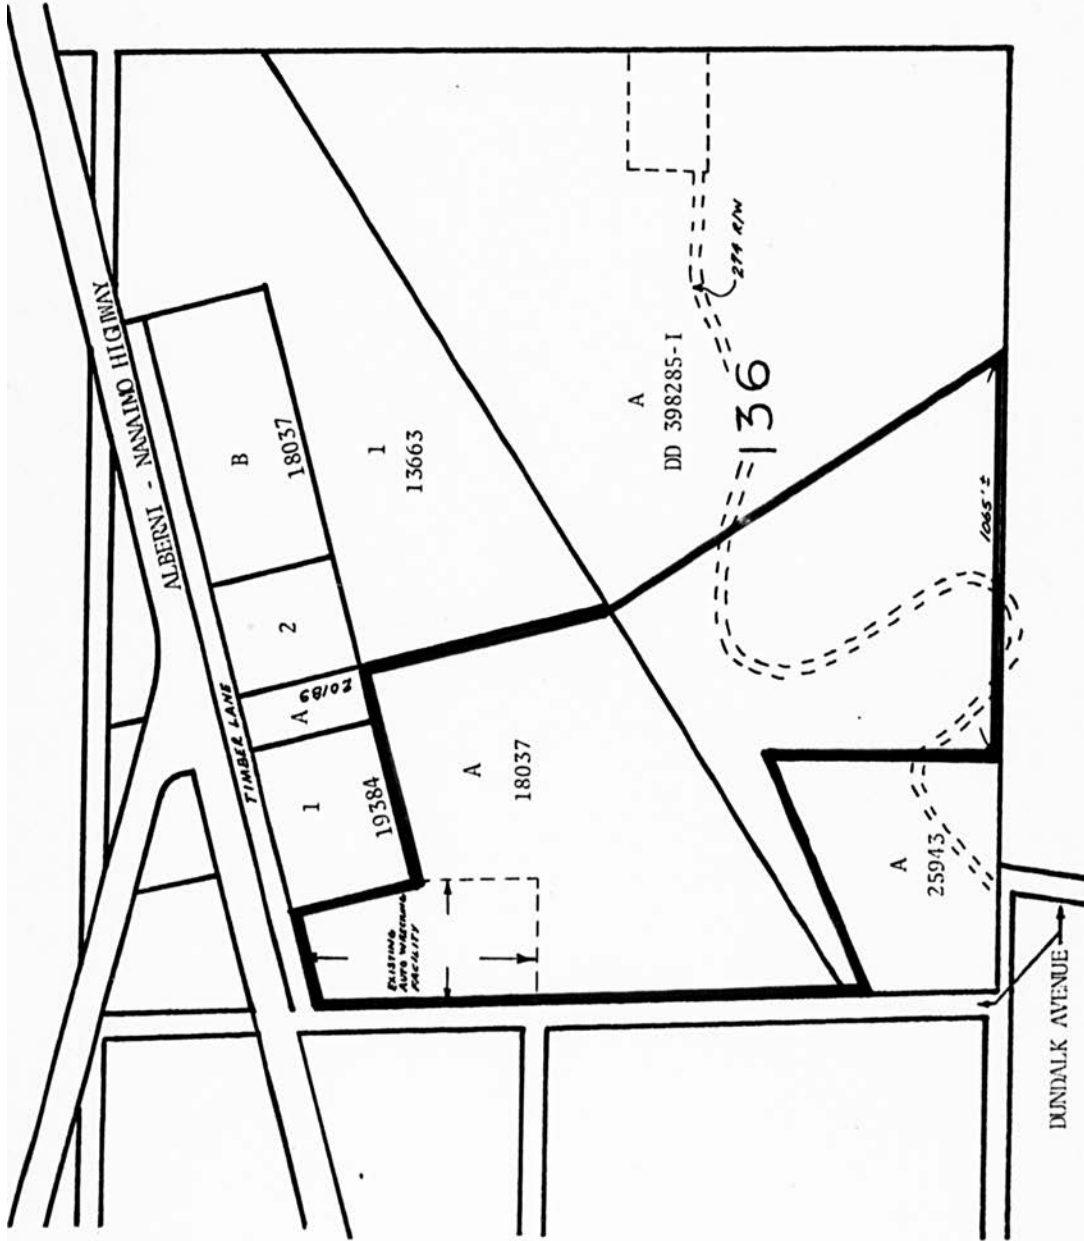 ALBERNI - NANAIMO HIGHWAY
TIMBER LANE
B
18037
2
A
20189
1
19384
1
13663
A
18037
EXISTING
AUTO WRECKING
FACILITY
A
DD 398285-I
274 R/W
136
1065'±
A
25943
DUNDALK AVENUE